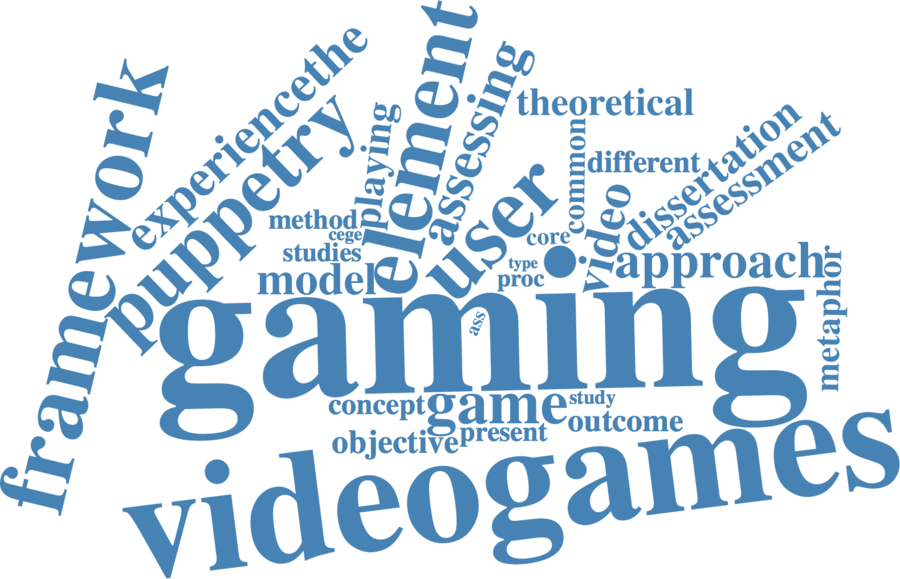 framework
experiencethe
puppetry
playing
element
assessing
theoretical
common
different
dissertation
assessment
user
video
method
cege
studies
model
core
type
proc
approach
metaphor
gaming
ass
concept
game
study
outcome
objective
present
videogames